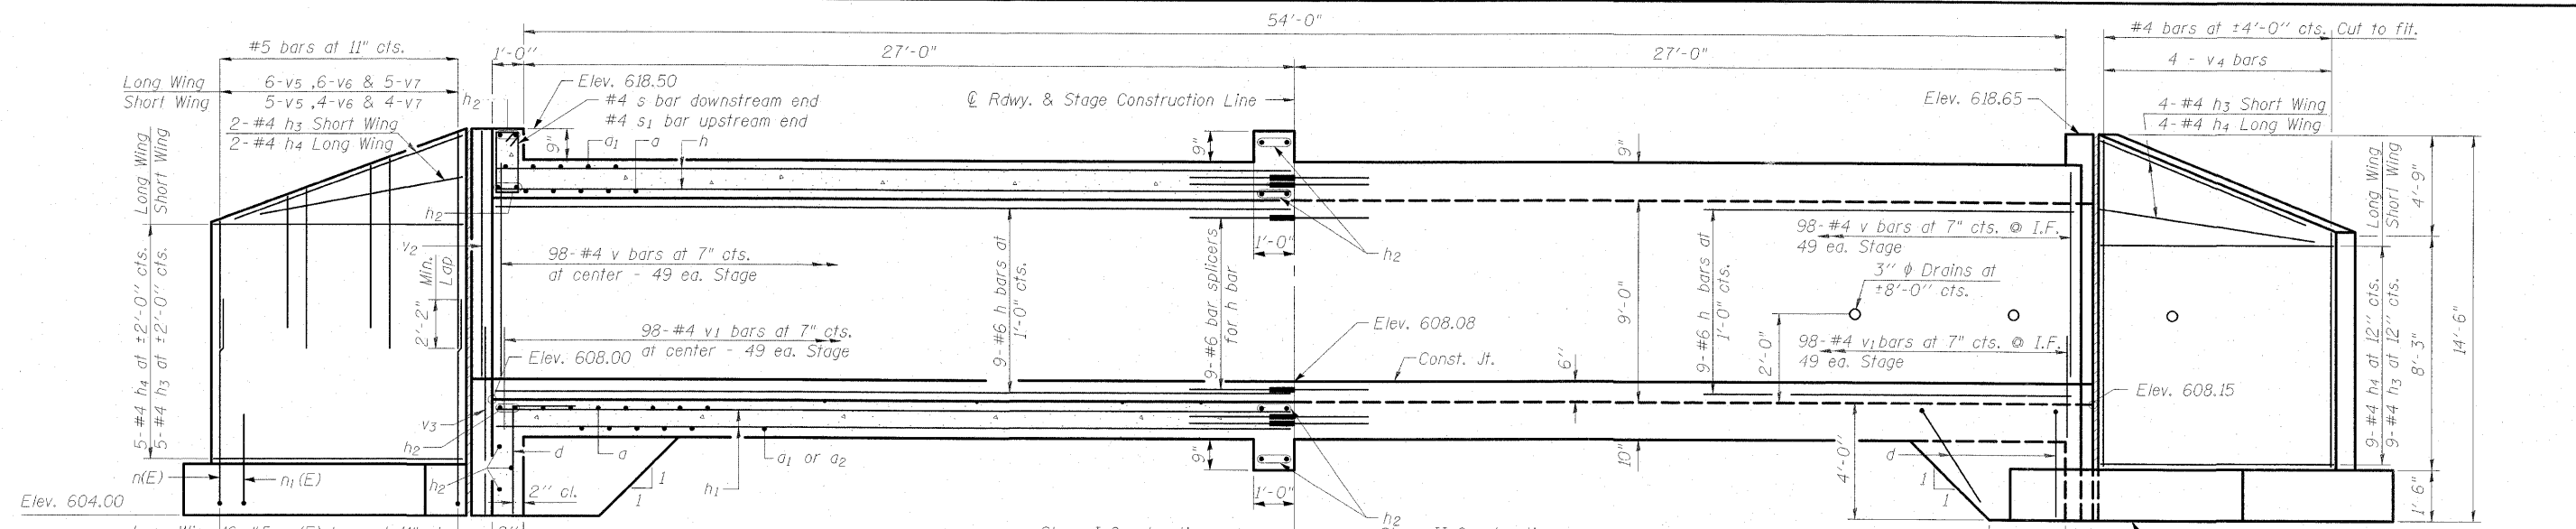 54'-0"
#5 bars at 11" cts.
1'-0"
27'-0"
27'-0"
#4 bars at ±4'-0" cts. Cut to fit.
4 - v4 bars
Long Wing 6-v5 ,6-v6 & 5-v7
Short Wing 5-v5 ,4-v6 & 4-v7
h2
Elev. 618.50
#4 s bar downstream end
#4 s1 bar upstream end
℄ Rdwy. & Stage Construction Line
Elev. 618.65
4-#4 h3 Short Wing
4-#4 h4 Long Wing
2-#4 h3 Short Wing
2-#4 h4 Long Wing
Long Wing
Short Wing
9"
a1
a
h
9"
9"
Long Wing
Short Wing
4'-9"
h2
v2
2'-2" Min.
Lap
98-#4 v bars at 7" cts.
at center - 49 ea. Stage
9-#6 h bars at
1'-0" cts.
9-#6 bar splicers
for h bar
1'-0"
h2
9'-0"
9-#6 h bars at
1'-0" cts.
98-#4 v bars at 7" cts. @ I.F.
49 ea. Stage
3" ϕ Drains at
±8'-0" cts.
2'-0"
98-#4 v1 bars at 7" cts. @ I.F.
49 ea. Stage
14'-6"
8'-3"
9-#4 h4 at 12" cts.
9-#4 h3 at 12" cts.
5-#4 h4 at ±2'-0" cts.
5-#4 h3 at ±2'-0" cts.
98-#4 v1 bars at 7" cts.
at center - 49 ea. Stage
Elev. 608.00
Elev. 608.08
Const. Jt.
6"
Elev. 608.15
v3
h2
d
a
a1 or a2
9"
10"
4'-0"
d
n(E)
n1(E)
h2
2" cl.
1
1
h1
1'-0"
h2
1
1
1'-6"
Elev. 604.00